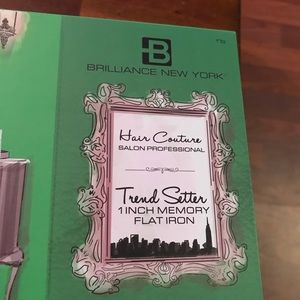 B
BRILLIANCE NEW YORK
Hair Couture
SALON PROFESSIONAL
Trend Setter
1 INCH MEMORY
FLAT IRON